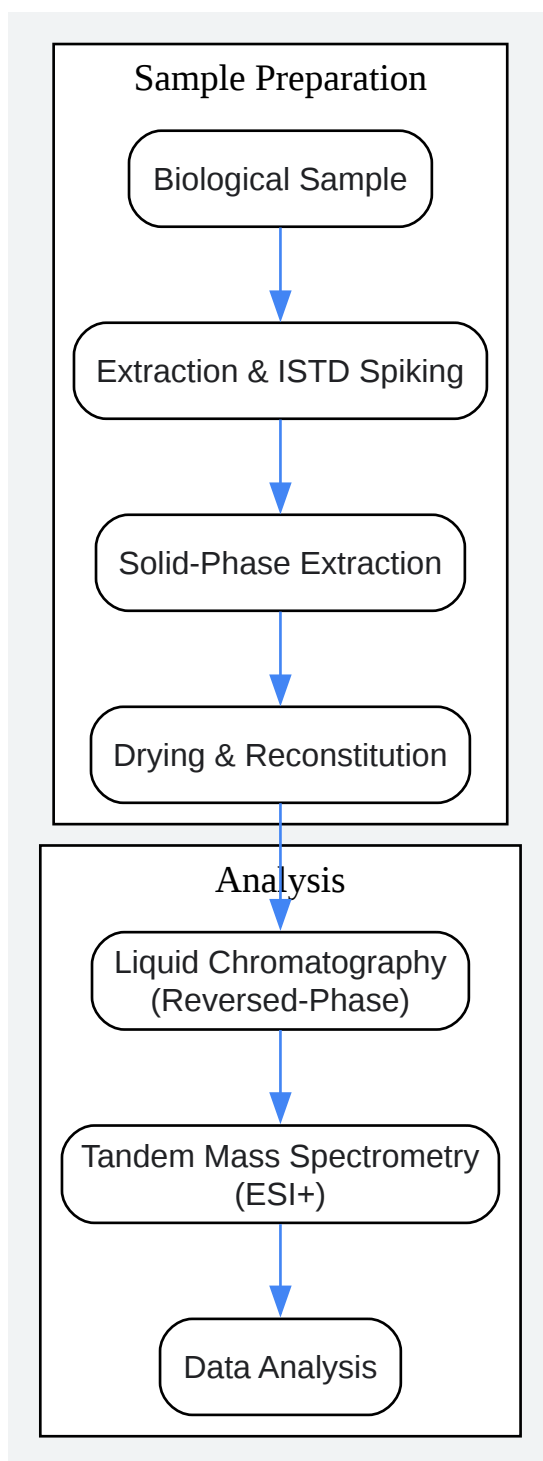 Sample Preparation
Biological Sample
Extraction & ISTD Spiking
Solid-Phase Extraction
Drying & Reconstitution
Analysis
Liquid Chromatography
(Reversed-Phase)
Tandem Mass Spectrometry
(ESI+)
Data Analysis